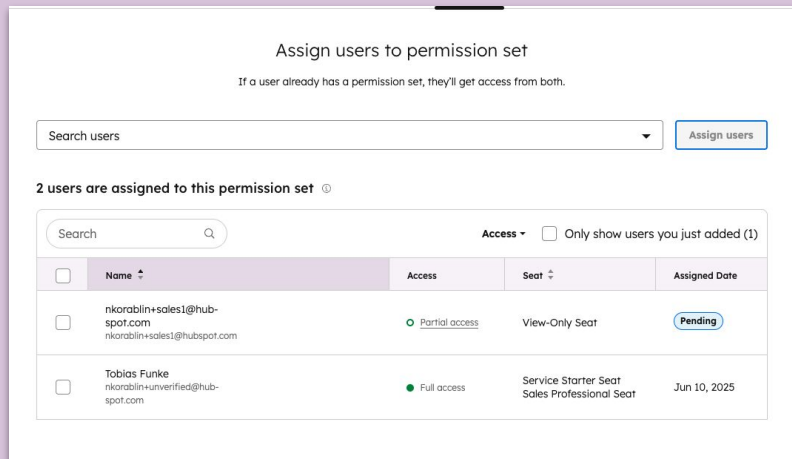 Assign users to permission set
If a user already has a permission set, they'll get access from both.
Search users
Assign users
2 users are assigned to this permission set
Search
Access
Only show users you just added (1)
Name
Access
Seat
Assigned Date
nkorablin+sales1@hub-
spot.com
nkorablin+sales1@hubspot.com
Partial access
View-Only Seat
Pending
Tobias Funke
nkorablin+unverified@hub-
spot.com
Full access
Service Starter Seat
Sales Professional Seat
Jun 10, 2025